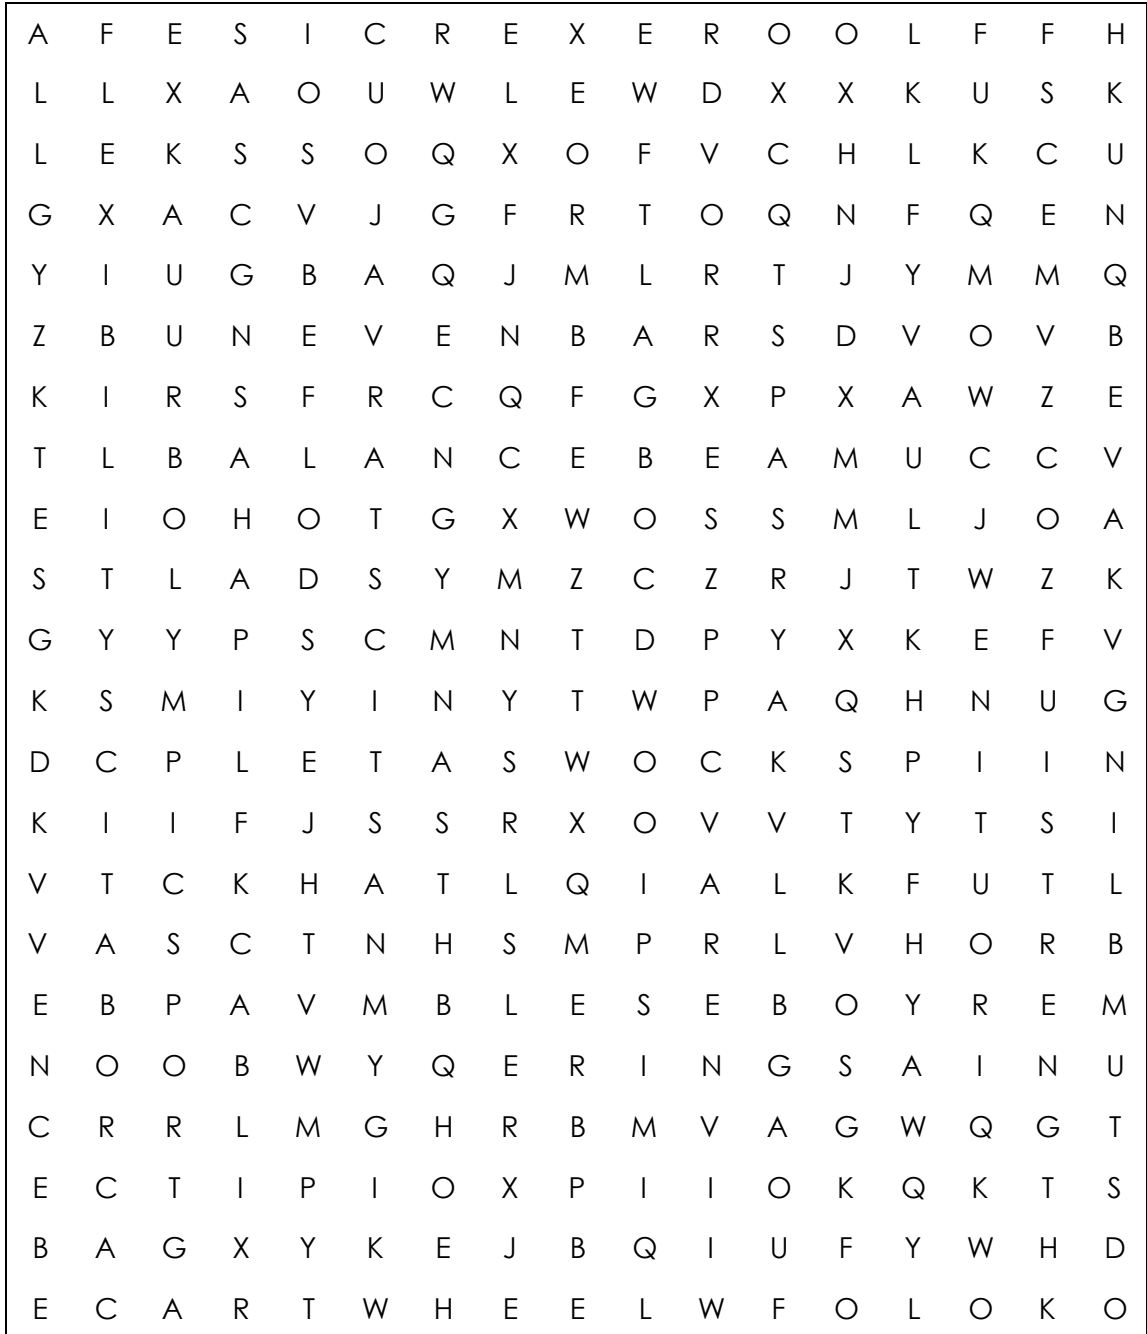 A F E S I C R E X E R O O L F F H
L L X A O U W L E W D X X K U S K
L E K S S O Q X O F V C H L K C U
G X A C V J G F R T O Q N F Q E N
Y I U G B A Q J M L R T J Y M M Q
Z B U N E V E N B A R S D V O V B
K I R S F R C Q F G X P X A W Z E
T L B A L A N C E B E A M U C C V
E I O H O T G X W O S S M L J O A
S T L A D S Y M Z C Z R J T W Z K
G Y Y P S C M N T D P Y X K E F V
K S M I Y I N Y T W P A Q H N U G
D C P L E T A S W O C K S P I I N
K I I F J S S R X O V V T Y T S I
V T C K H A T L Q I A L K F U T L
V A S C T N H S M P R L V H O R B
E B P A V M B L E S E B O Y R E M
N O O B W Y Q E R I N G S A I N U
C R R L M G H R B M V A G W Q G T
E C T I P I O X P I I O K Q K T S
B A G X Y K E J B Q I U F Y W H D
E C A R T W H E E L W F O L O K O